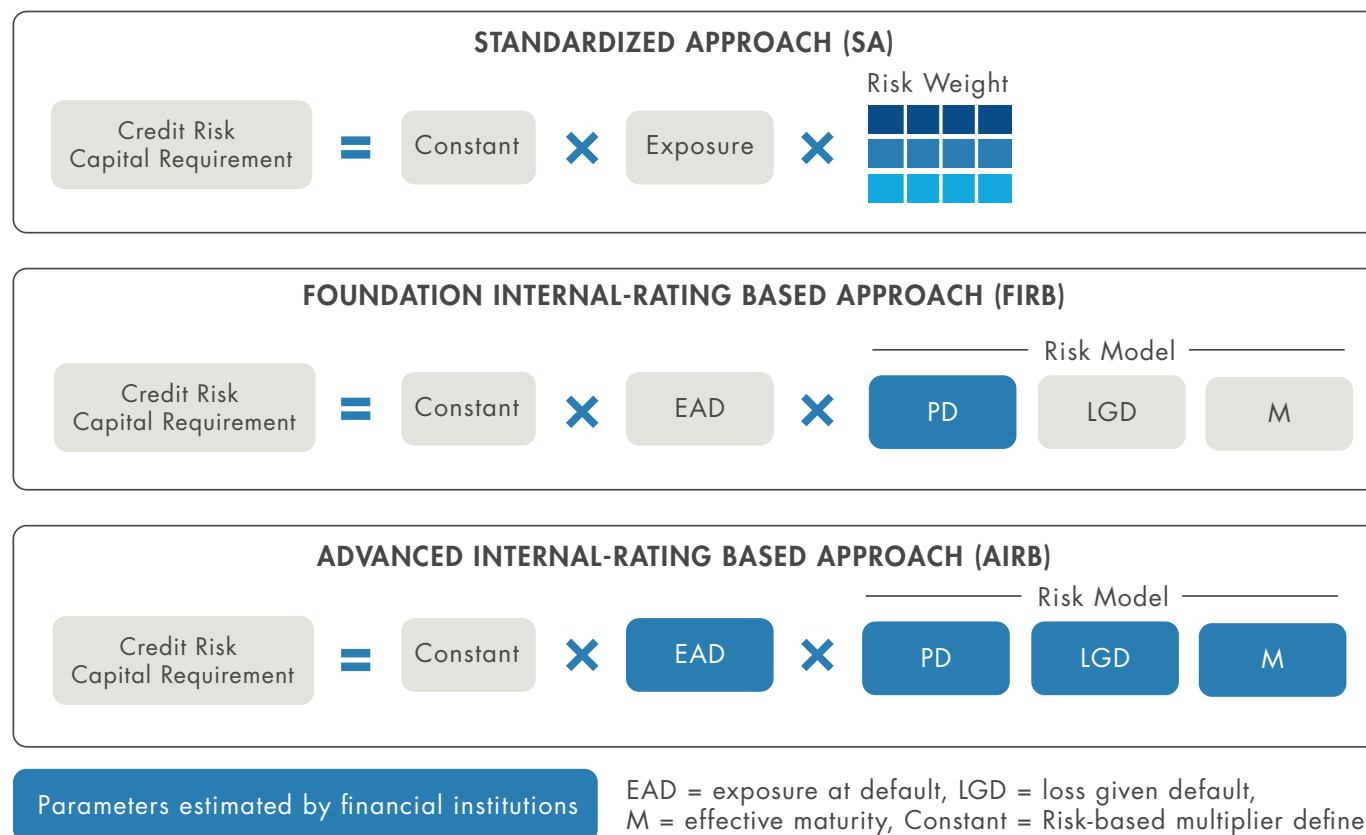 STANDARDIZED APPROACH (SA)
Risk Weight
Credit Risk
Capital Requirement
=
Constant
×
Exposure
×
FOUNDATION INTERNAL-RATING BASED APPROACH (FIRB)
Risk Model
Credit Risk
Capital Requirement
=
Constant
×
EAD
×
PD
LGD
M
ADVANCED INTERNAL-RATING BASED APPROACH (AIRB)
Risk Model
Credit Risk
Capital Requirement
=
Constant
×
EAD
×
PD
LGD
M
Parameters estimated by financial institutions
EAD = exposure at default, LGD = loss given default,
M = effective maturity, Constant = Risk-based multiplier define